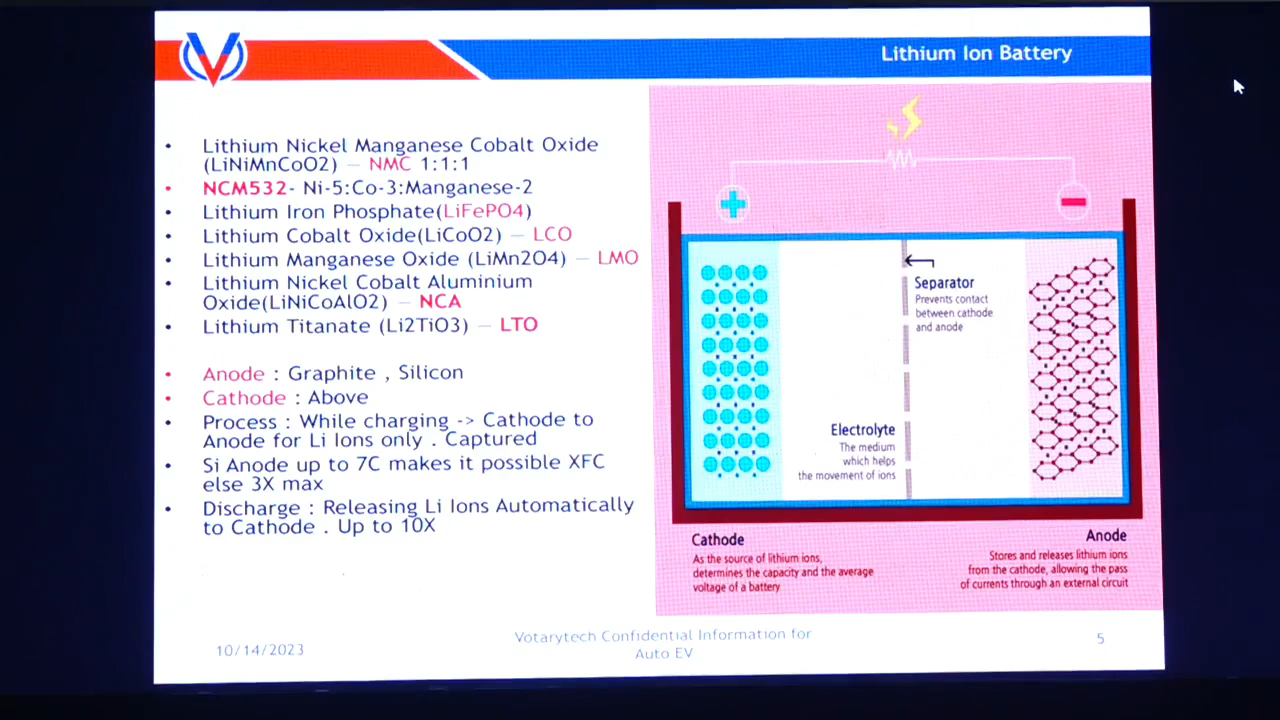 Lithium Ion Battery
• Lithium Nickel Manganese Cobalt Oxide
(LiNiMnCoO2) – NMC 1:1:1
• NCM532- Ni-5:Co-3:Manganese-2
• Lithium Iron Phosphate(LiFePO4)
• Lithium Cobalt Oxide(LiCoO2) – LCO
• Lithium Manganese Oxide (LiMn2O4) – LMO
• Lithium Nickel Cobalt Aluminium
Oxide(LiNiCoAlO2) – NCA
• Lithium Titanate (Li2TiO3) – LTO
• Anode : Graphite , Silicon
• Cathode : Above
• Process : While charging -> Cathode to
Anode for Li Ions only . Captured
• Si Anode up to 7C makes it possible XFC
else 3X max
• Discharge : Releasing Li Ions Automatically
to Cathode . Up to 10X
+
−
Separator
Prevents contact
between cathode
and anode
Electrolyte
The medium
which helps
the movement of ions
Cathode
As the source of lithium ions,
determines the capacity and the average
voltage of a battery
Anode
Stores and releases lithium ions
from the cathode, allowing the pass
of currents through an external circuit
10/14/2023
Votarytech Confidential Information for
Auto EV
5